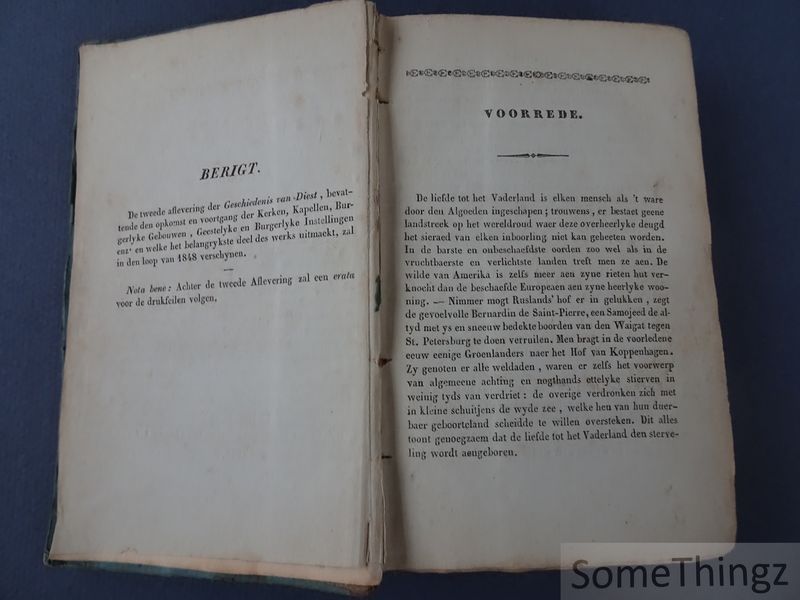 BERIGT.
De tweede aflevering der Geschiedenis van Diest, bevat-
tende den opkomst en voortgang der Kerken, Kapellen, Bur-
gerlyke Gebouwen, Geestelyke en Burgerlyke Instellingen
enz. en welke het belangrykste deel des werks uitmaekt, zal
in den loop van 1848 verschynen.
Nota bene: Achter de tweede Aflevering zal een erata
voor de drukfeilen volgen.
VOORREDE.
De liefde tot het Vaderland is elken mensch als 't ware
door den Algoeden ingeschapen; trouwens, er bestaet geene
landstreek op het wereldroud waer deze overheerlyke deugd
het sieraed van elken inboorling niet kan geheeten worden.
In de barste en onbeschaefdste oorden zoo wel als in de
vruchtbaerste en verlichtste landen treft men ze aen. De
wilde van Amerika is zelfs meer aen zyne rieten hut ver-
knocht dan de beschaefde Europeaen aen zyne heerlyke woo-
ning. — Nimmer mogt Ruslands' hof er in gelukken, zegt
de gevoelvolle Bernardin de Saint-Pierre, een Samojeed de al-
tyd met ys en sneeuw bedekte boorden van den Waigat tegen
St. Petersburg te doen verruilen. Men bragt in de voorledene
eeuw eenige Groenlanders naer het Hof van Koppenhagen.
Zy genoten er alle weldaden, waren er zelfs het voorwerp
van algemeene achting en nogthands ettelyke stierven in
weinig tyds van verdriet: de overige verdronken zich met
in kleine schuitjens de wyde zee, welke hen van hun duer-
baer geboorteland scheidde te willen oversteken. Dit alles
toont genoegzaem dat de liefde tot het Vaderland den sterve-
ling wordt aengeboren.
SomeThingz